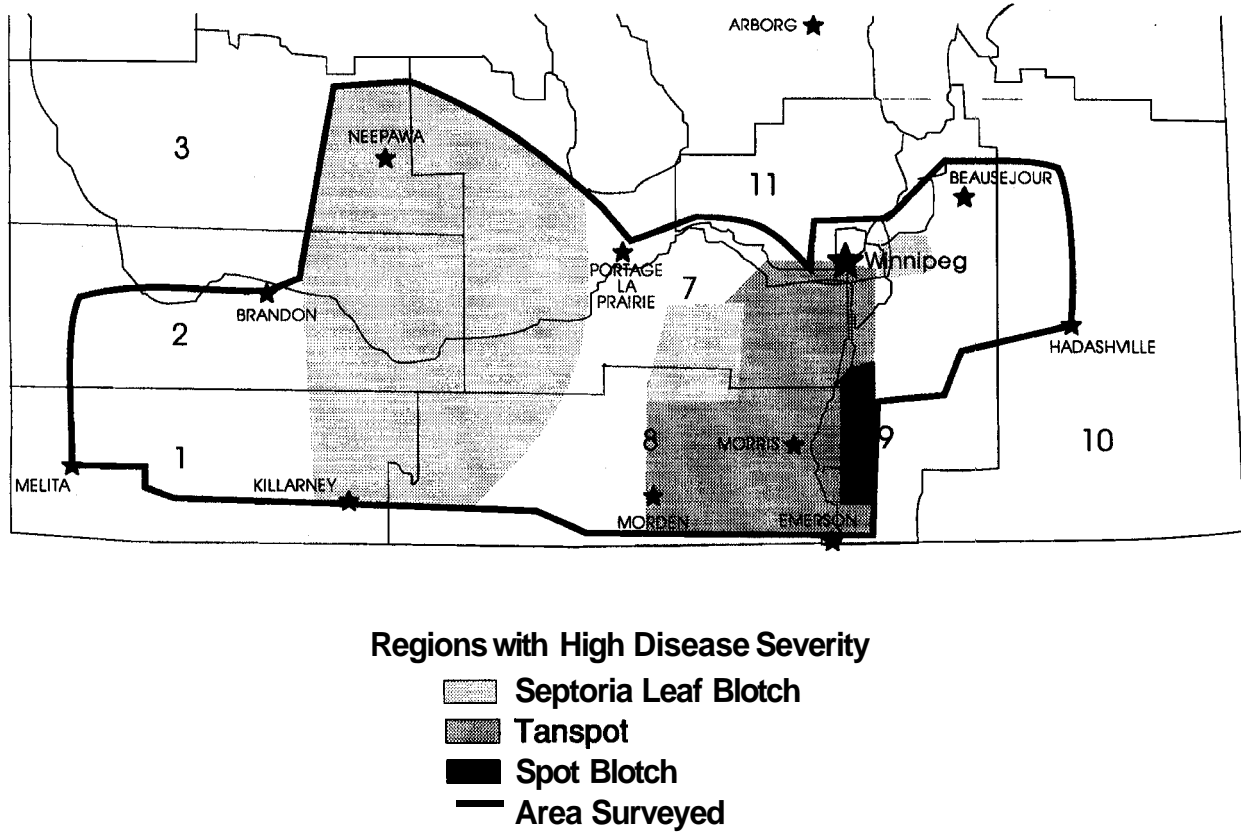 ARBORG
3
NEEPAWA
11
BEAUSEJOUR
PORTAGE
LA
PRAIRIE
Winnipeg
7
BRANDON
2
HADASHVILLE
8
MORRIS
9
10
1
MELITA
KILLARNEY
MORDEN
EMERSON
Regions with High Disease Severity
Septoria Leaf Blotch
Tanspot
Spot Blotch
Area Surveyed